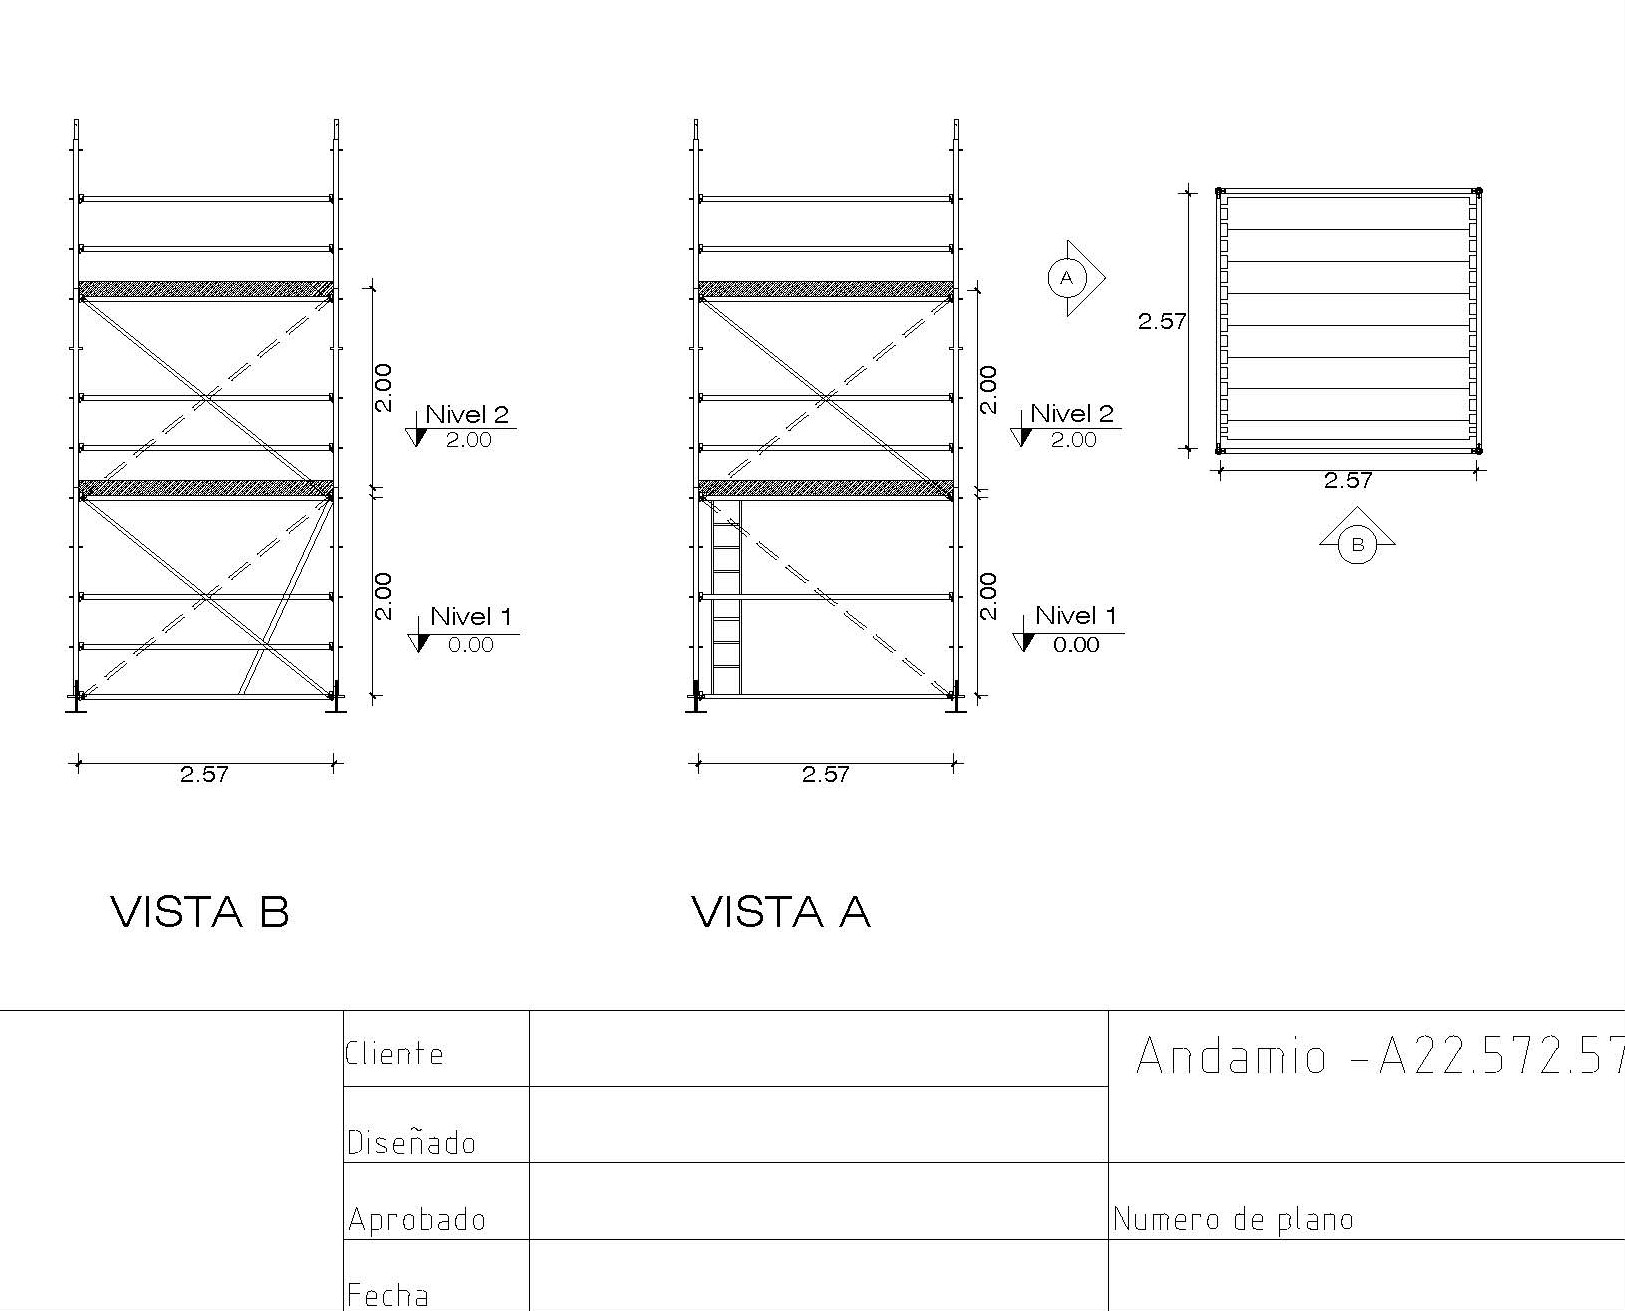 2.00
Nivel 2
2.00
2.00
Nivel 1
0.00
2.57
VISTA B
2.00
Nivel 2
2.00
2.00
Nivel 1
0.00
2.57
VISTA A
A
2.57
2.57
B
Cliente
Diseñado
Aprobado
Fecha
Andamio -A22.572.57
Numero de plano